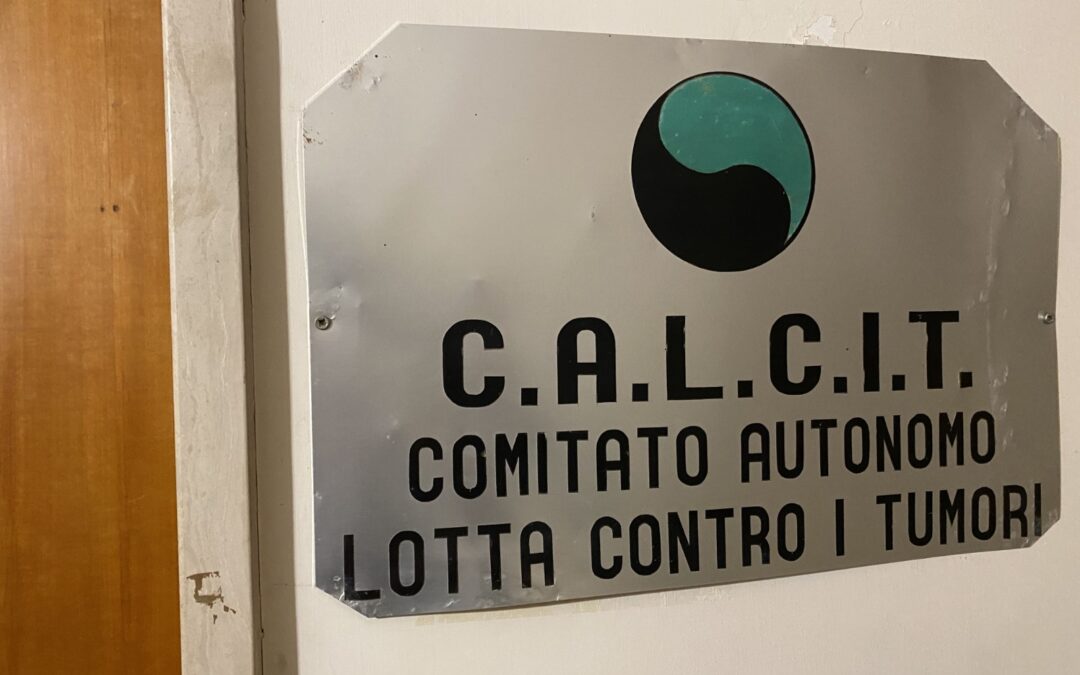 C.A.L.C.I.T.
COMITATO AUTONOMO
LOTTA CONTRO I TUMORI